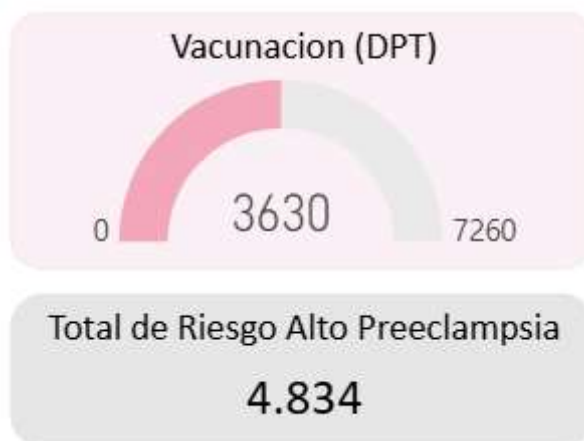 Vacunacion (DPT)
3630
0
7260
Total de Riesgo Alto Preeclampsia
4.834